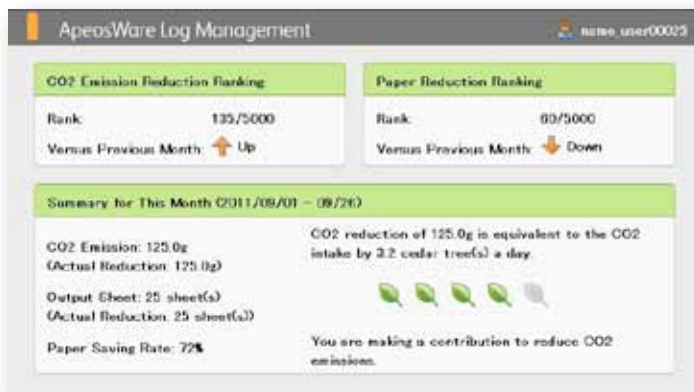 ApeosWare Log Management
name_user00025
CO2 Emission Reduction Ranking
Rank: 135/5000
Versus Previous Month: Up
Paper Reduction Ranking
Rank: 60/5000
Versus Previous Month: Down
Summary for This Month (2011/09/01 - 09/26)
CO2 Emission: 125.0g
(Actual Reduction: 125.0g)
Output Sheet: 25 sheet(s)
(Actual Reduction: 25 sheet(s))
Paper Saving Rate: 72%
CO2 reduction of 125.0g is equivalent to the CO2
intake by 3.2 cedar tree(s) a day.
You are making a contribution to reduce CO2
emissions.